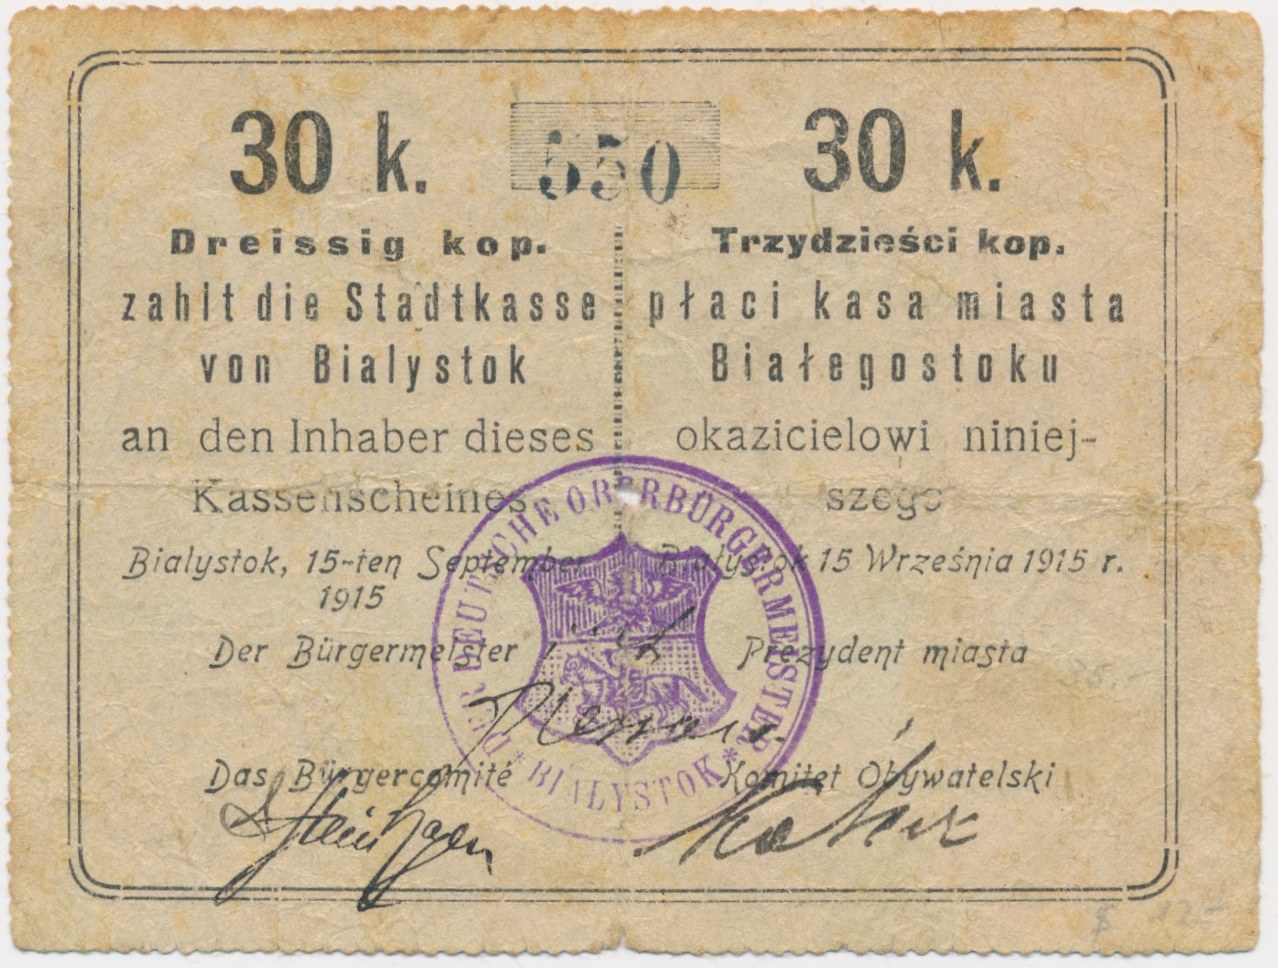 30 k.
550
30 k.
Dreissig kop.
zahlt die Stadtkasse
von Bialystok
an den Inhaber dieses
Kassenscheines
Bialystok, 15-ten September
1915
Der Bürgermeister
Das Bürgercomité
Trzydzieści kop.
płaci kasa miasta
Białegostoku
okazicielowi niniej-
szego
Białystok 15 Września 1915 r.
Prezydent miasta
Komitet Obywatelski
DER DEUTSCHE OBERBÜRGERMEISTER
* BIALYSTOK *
35.-
$ 12-